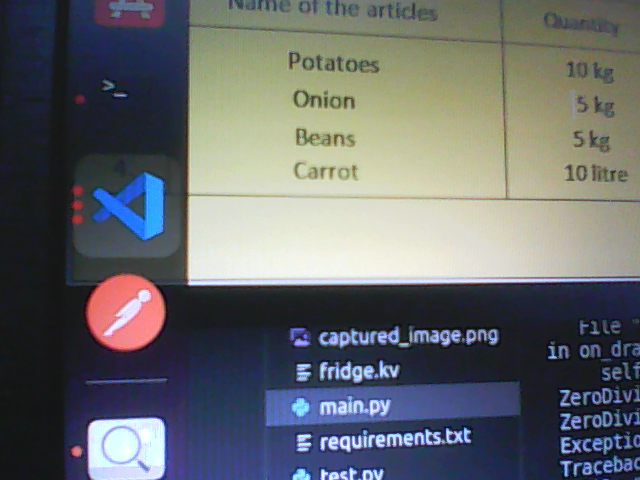 Name of the articles Quantity
Potatoes 10 kg
Onion 5 kg
Beans 5 kg
Carrot 10 litre
>_
captured_image.png
fridge.kv
main.py
requirements.txt
test.py
File "
in on_dra
self
ZeroDivi
ZeroDivi
Exceptio
Tracebac